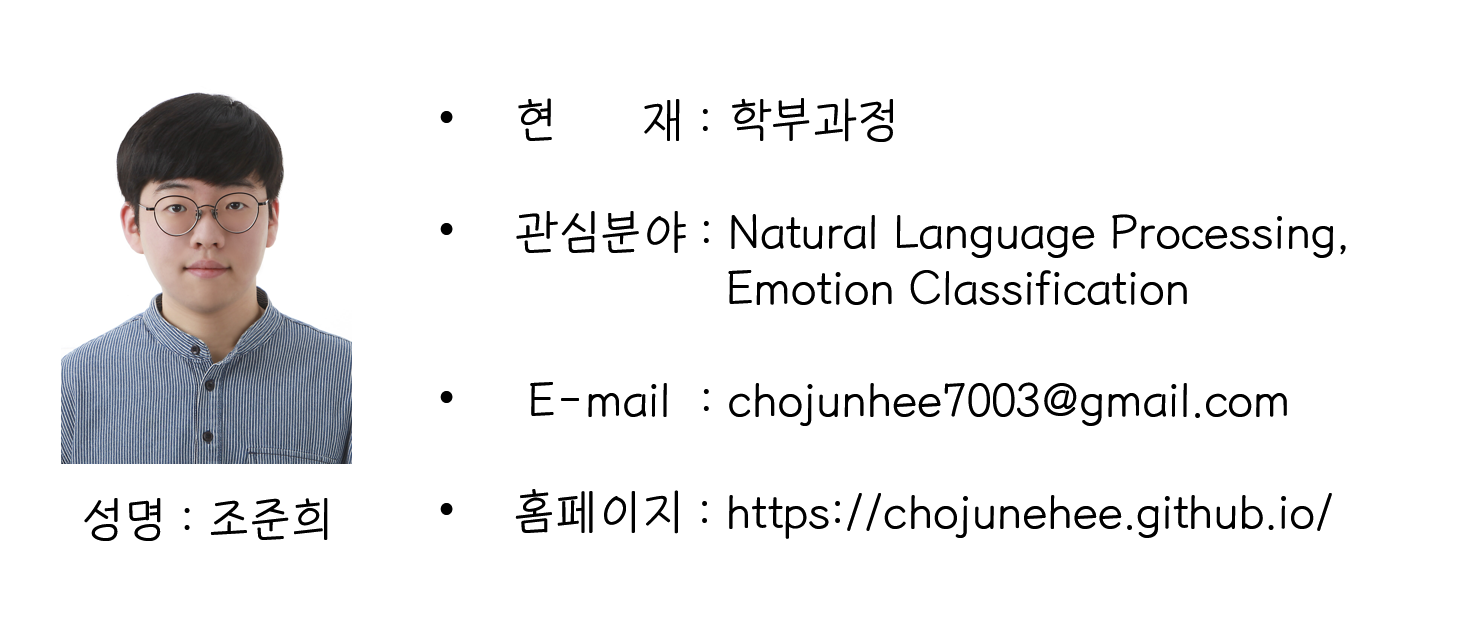 • 현 재 : 학부과정
• 관심분야 : Natural Language Processing,
Emotion Classification
• E-mail : chojunhee7003@gmail.com
• 홈페이지 : https://chojunehee.github.io/
성명 : 조준희